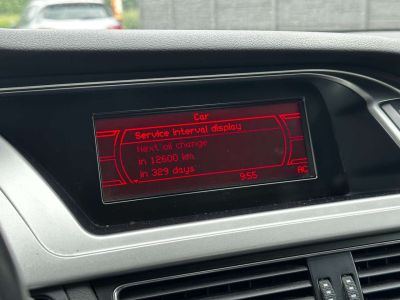 Car
Service interval display
Next oil change
in 12600 km
in 329 days
9:55
AC